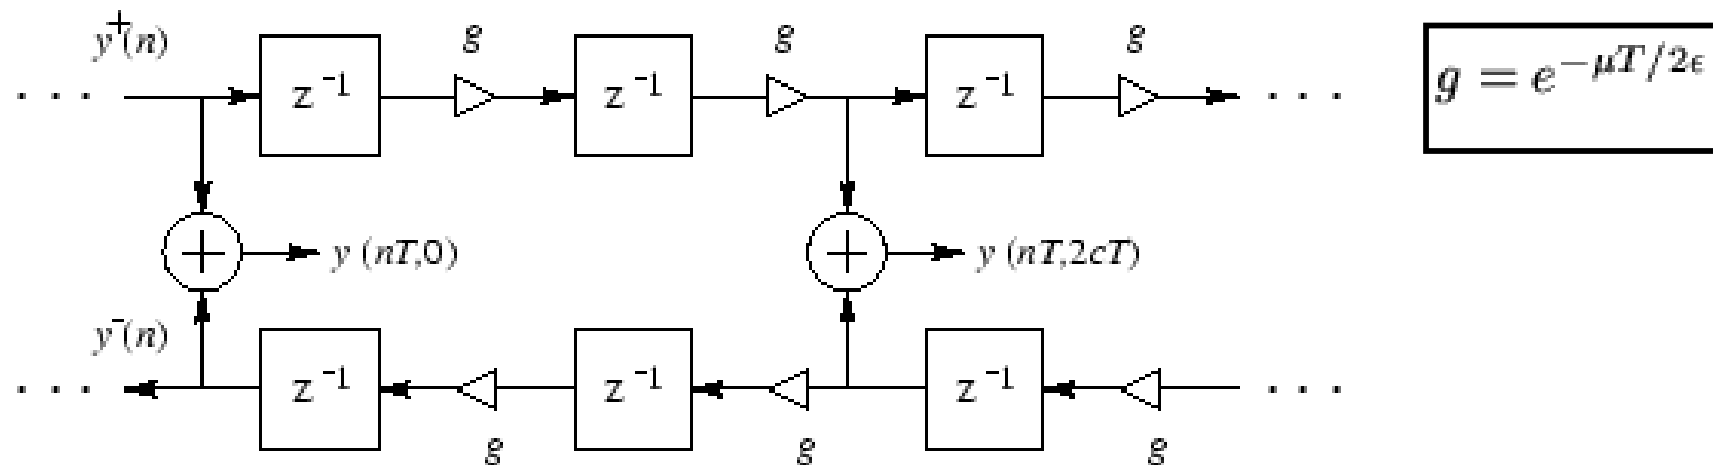 y⁺(n) g g g
. . . z⁻¹ z⁻¹ z⁻¹ . . .
g = e^{-μT/2ϵ}
+ y (nT,0) + y (nT,2cT)
y⁻(n)
. . . z⁻¹ z⁻¹ z⁻¹ . . .
g g g